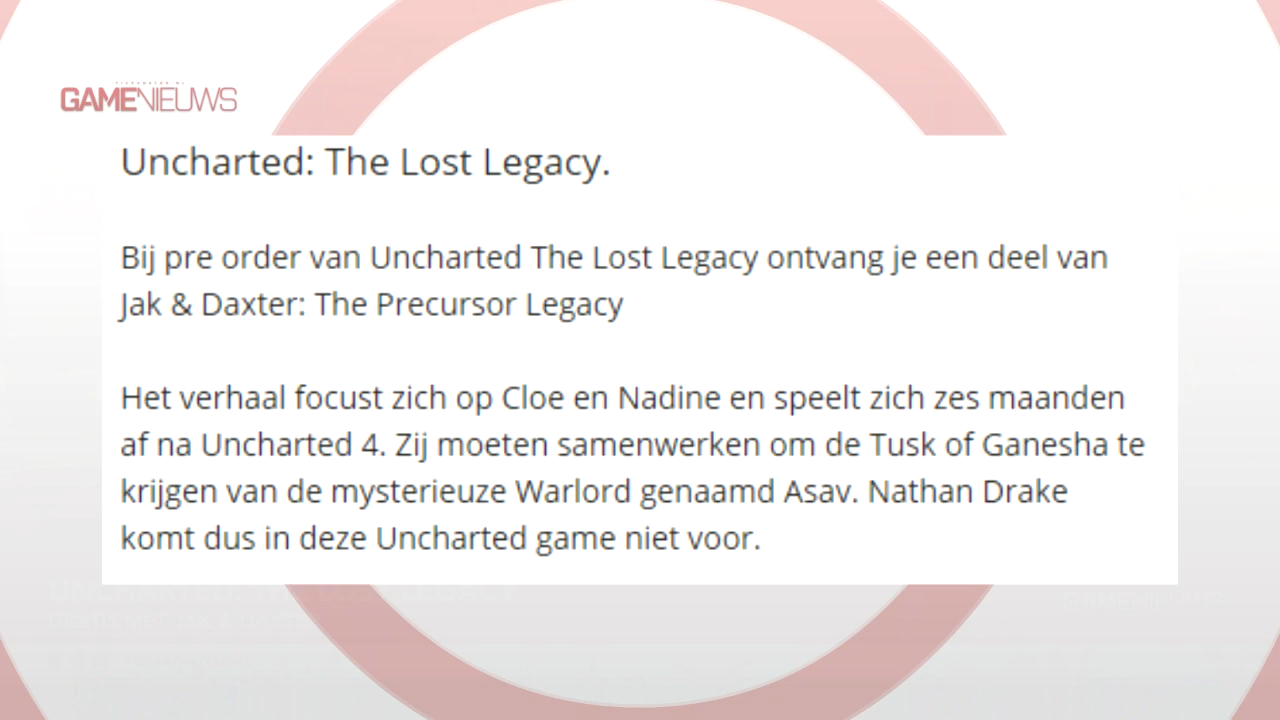 GAMENIEUWS
Uncharted: The Lost Legacy.
Bij pre order van Uncharted The Lost Legacy ontvang je een deel van
Jak & Daxter: The Precursor Legacy
Het verhaal focust zich op Cloe en Nadine en speelt zich zes maanden
af na Uncharted 4. Zij moeten samenwerken om de Tusk of Ganesha te
krijgen van de mysterieuze Warlord genaamd Asav. Nathan Drake
komt dus in deze Uncharted game niet voor.